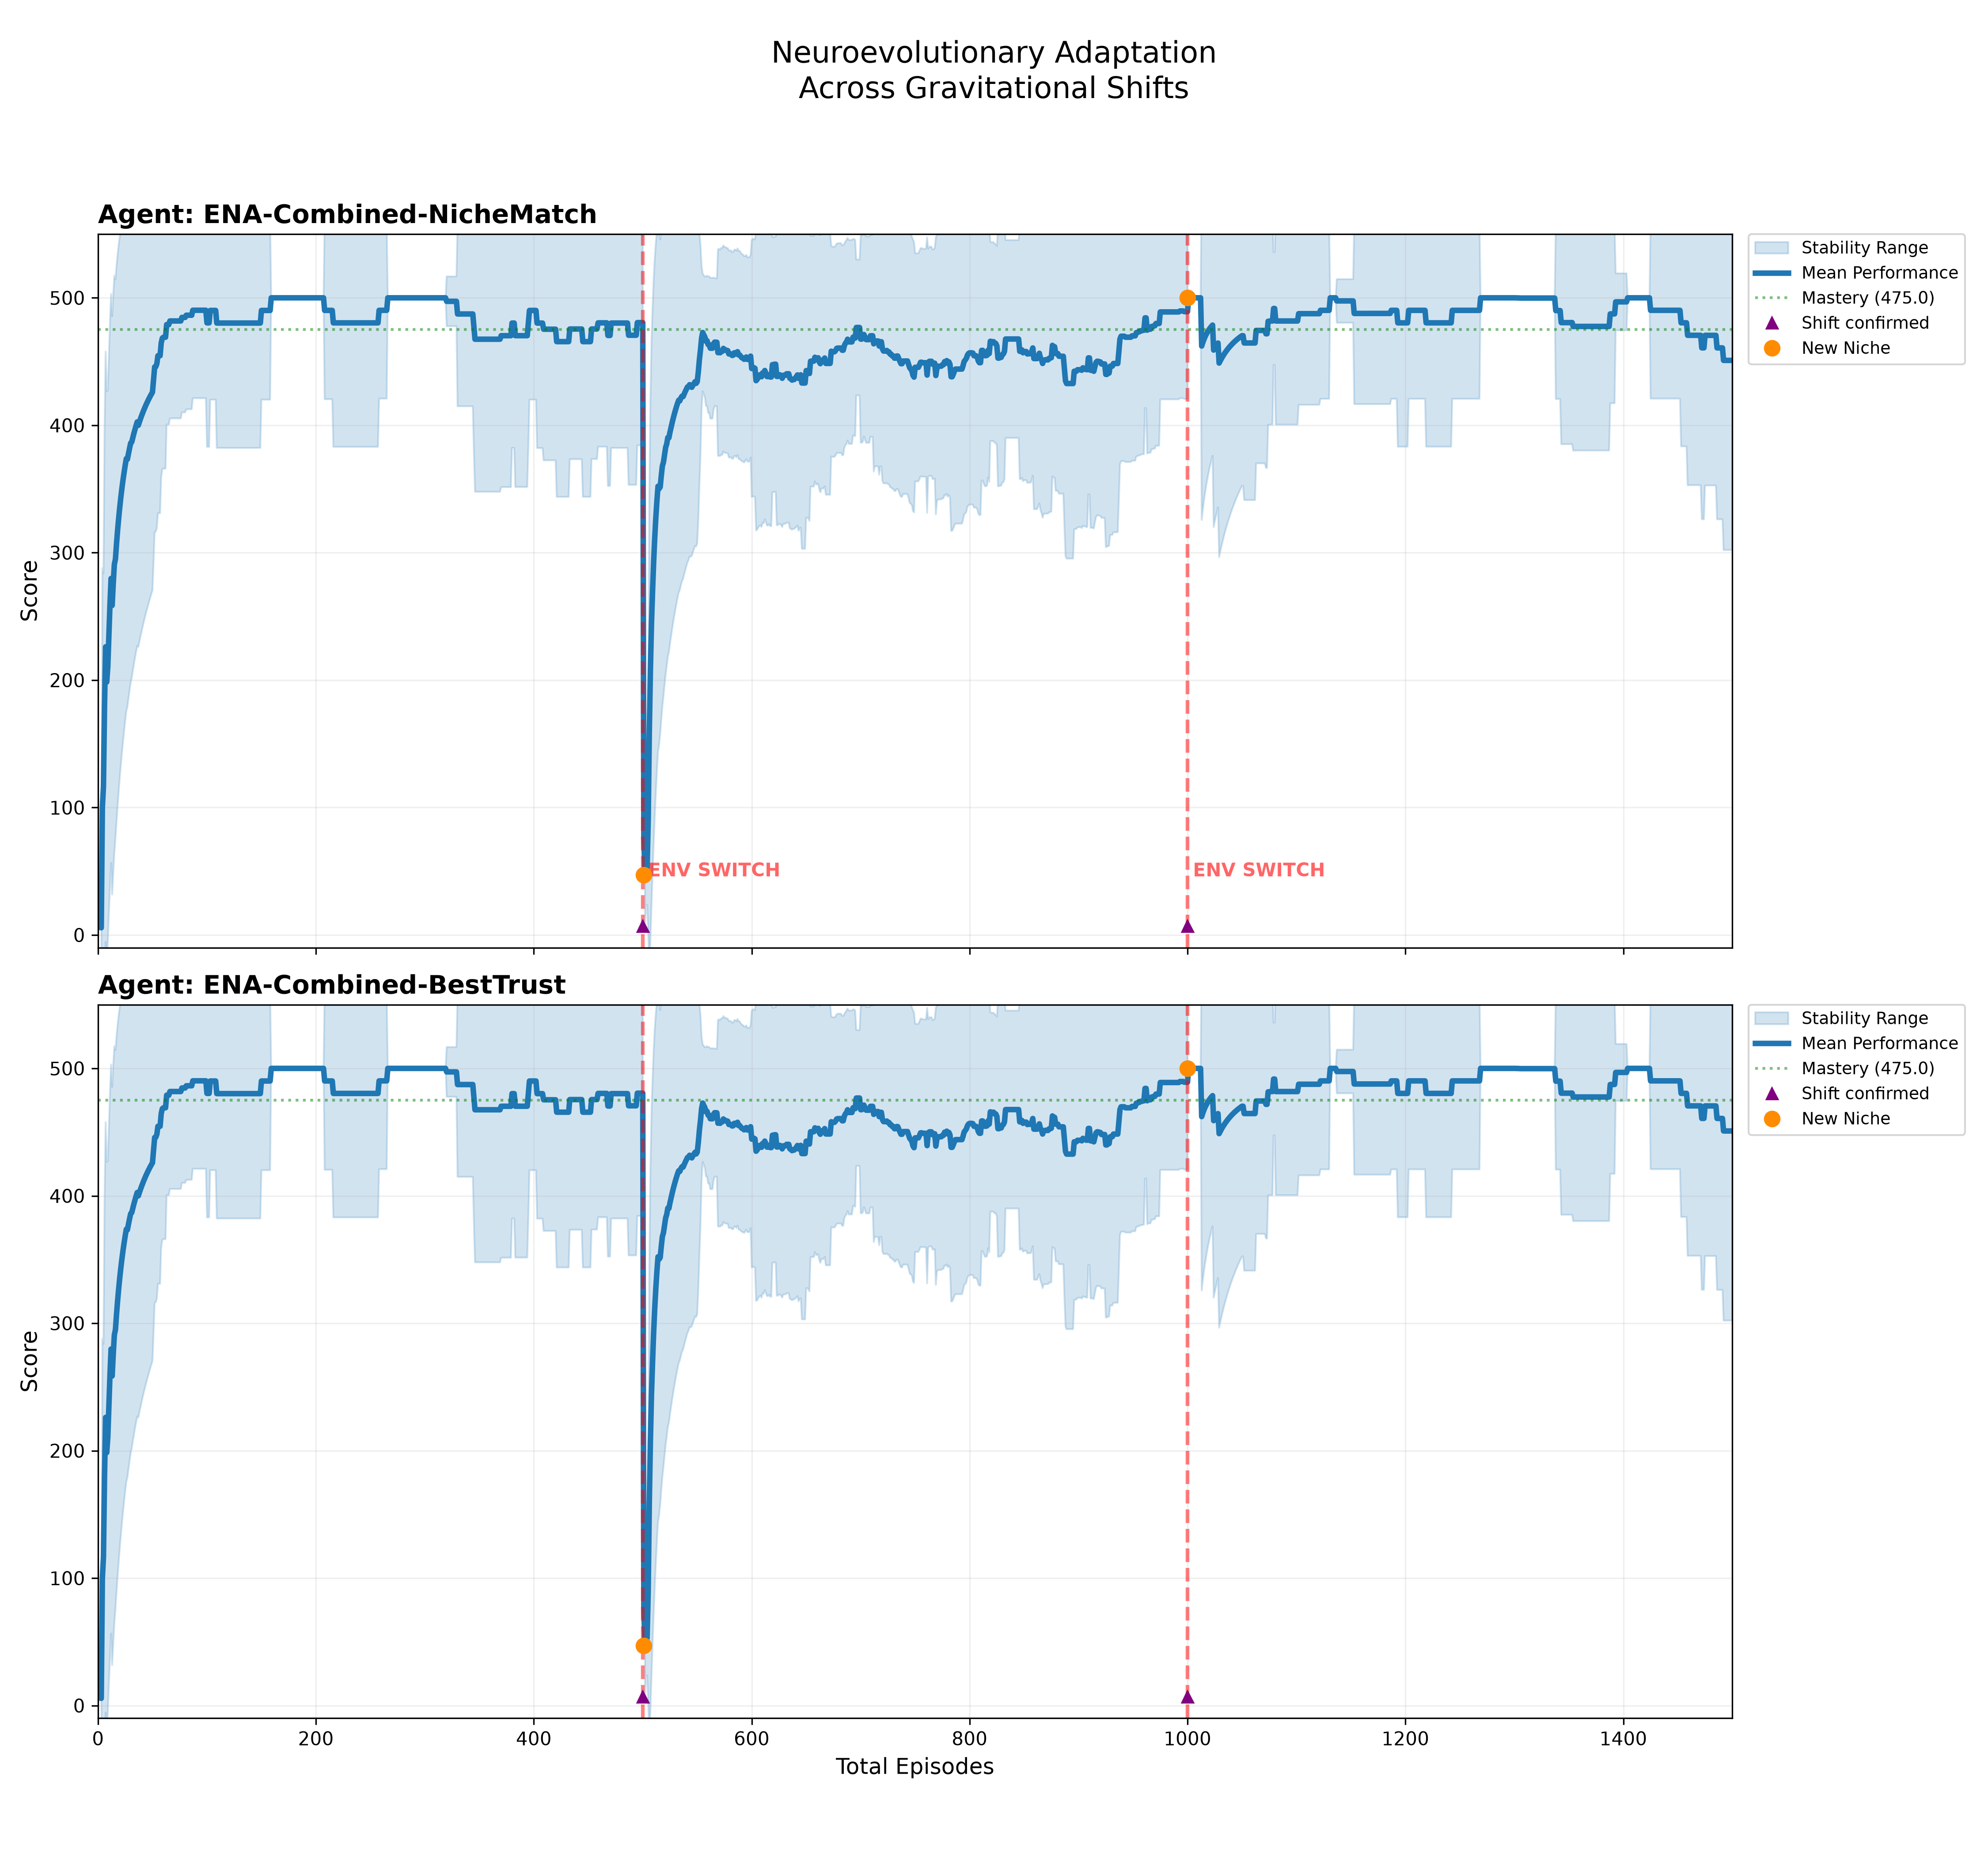 Neuroevolutionary Adaptation
Across Gravitational Shifts
Agent: ENA-Combined-NicheMatch
Stability Range
Mean Performance
Mastery (475.0)
Shift confirmed
New Niche
500
400
300
200
100
0
Score
ENV SWITCH
ENV SWITCH
Agent: ENA-Combined-BestTrust
Stability Range
Mean Performance
Mastery (475.0)
Shift confirmed
New Niche
500
400
300
200
100
0
Score
0 200 400 600 800 1000 1200 1400
Total Episodes